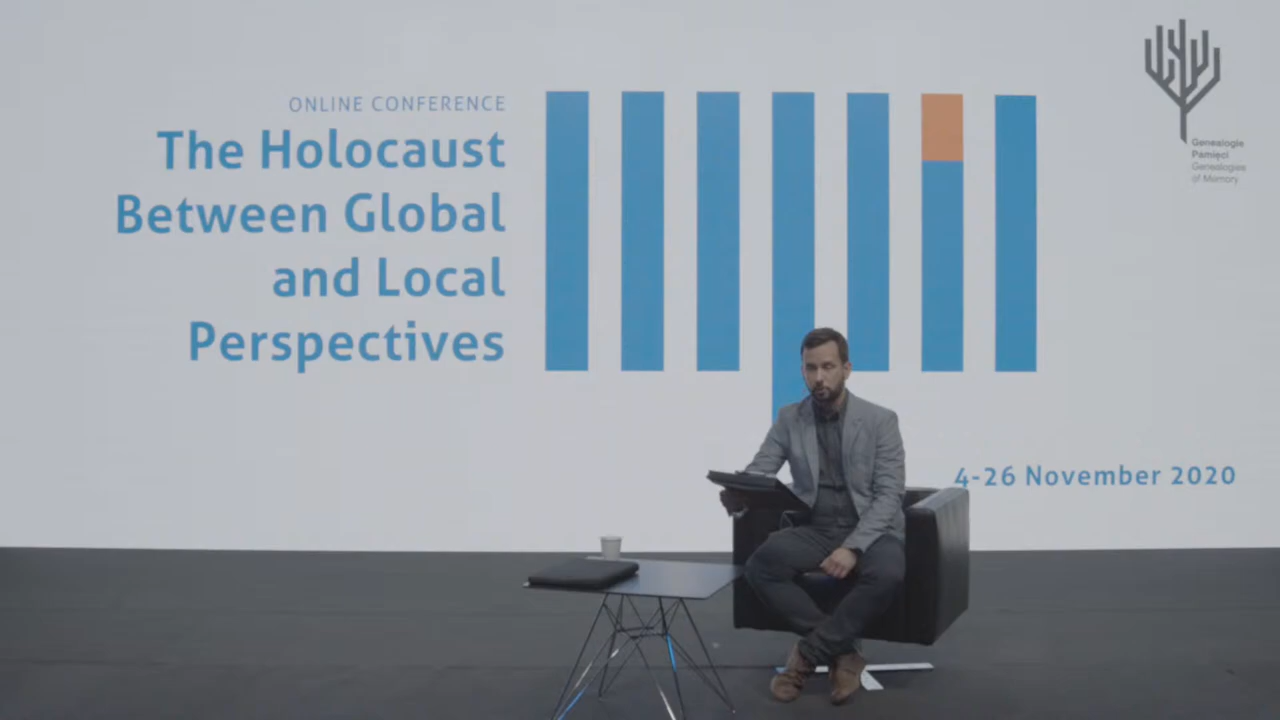 ONLINE CONFERENCE
The Holocaust
Between Global
and Local
Perspectives
Genealogie
Pamięci
Genealogies
of Memory
4-26 November 2020